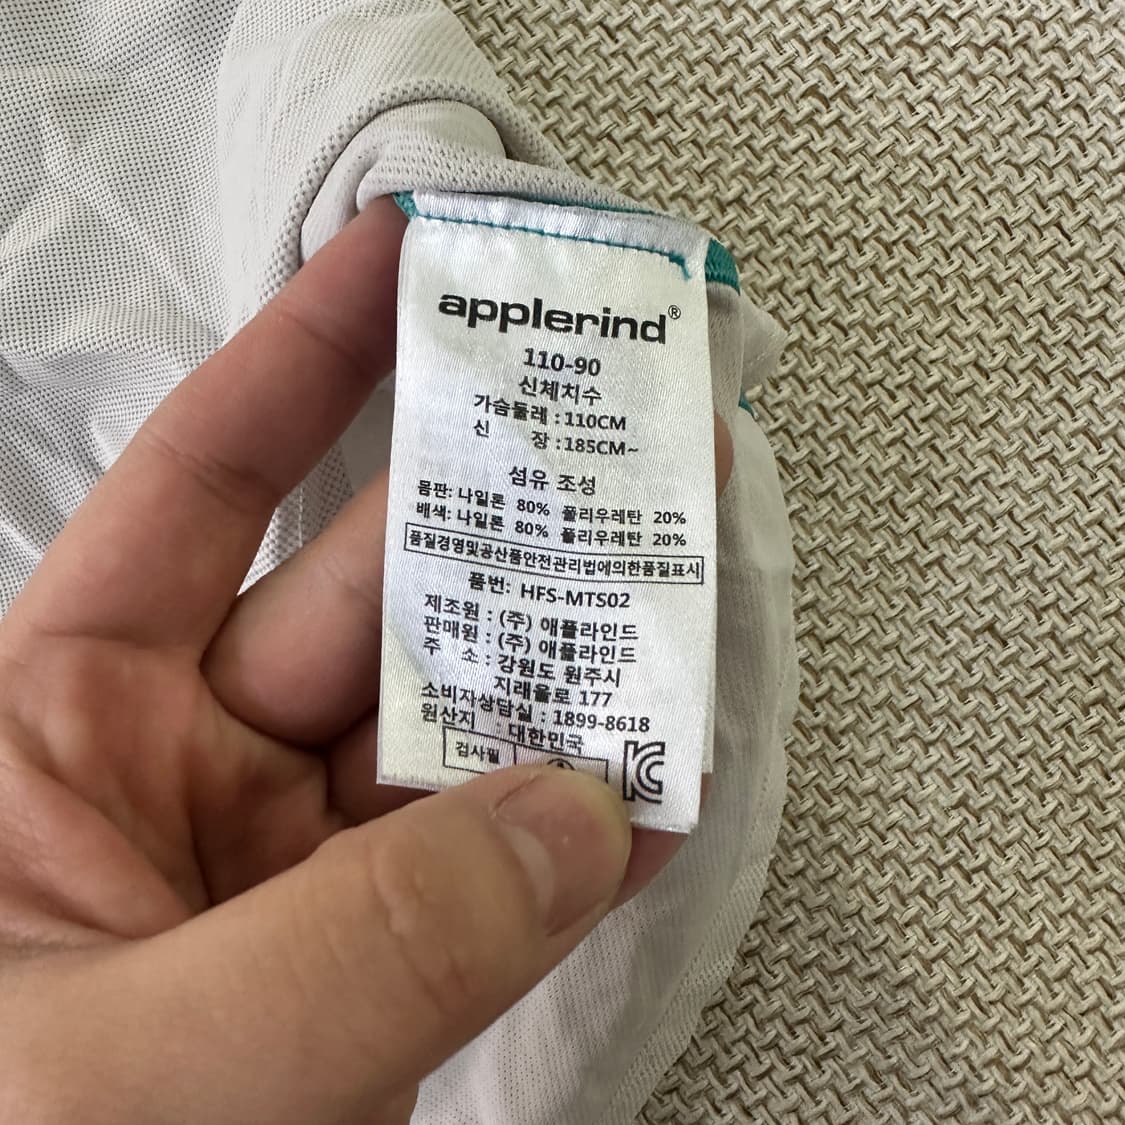 applerind®
110-90
신체치수
가슴둘레 : 110CM
신 장 : 185CM~
섬유 조성
몸판: 나일론 80% 폴리우레탄 20%
배색: 나일론 80% 폴리우레탄 20%
품질경영및공산품안전관리법에의한품질표시
품번: HFS-MTS02
제조원 : (주) 애플라인드
판매원 : (주) 애플라인드
주 소 : 강원도 원주시
지래울로 177
소비자상담실 : 1899-8618
원산지 : 대한민국
검사필